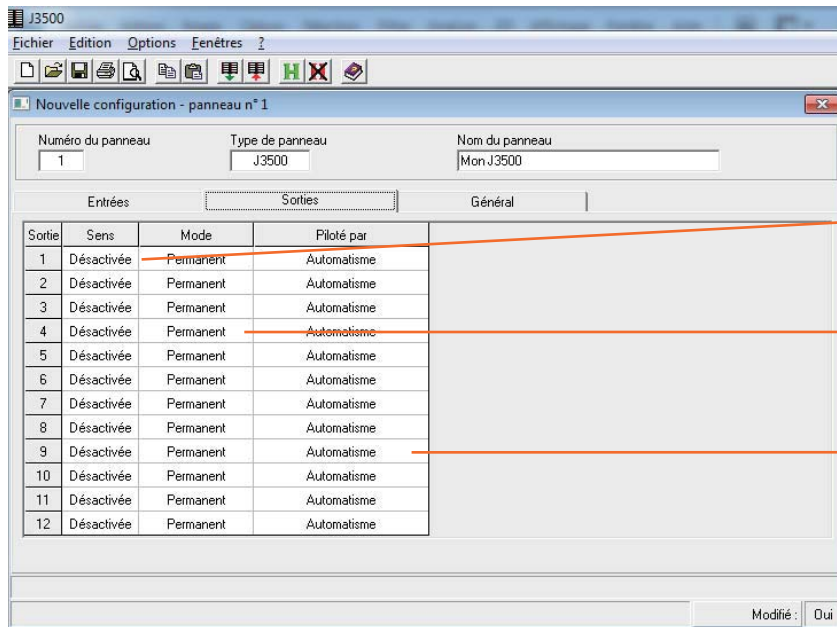 J3500
Fichier Edition Options Fenêtres ?
Nouvelle configuration - panneau n° 1
Numéro du panneau Type de panneau Nom du panneau
1 J3500 Mon J3500
Entrées Sorties Général
Sortie Sens Mode Piloté par
1 Désactivée Permanent Automatisme
2 Désactivée Permanent Automatisme
3 Désactivée Permanent Automatisme
4 Désactivée Permanent Automatisme
5 Désactivée Permanent Automatisme
6 Désactivée Permanent Automatisme
7 Désactivée Permanent Automatisme
8 Désactivée Permanent Automatisme
9 Désactivée Permanent Automatisme
10 Désactivée Permanent Automatisme
11 Désactivée Permanent Automatisme
12 Désactivée Permanent Automatisme
Modifié : Oui